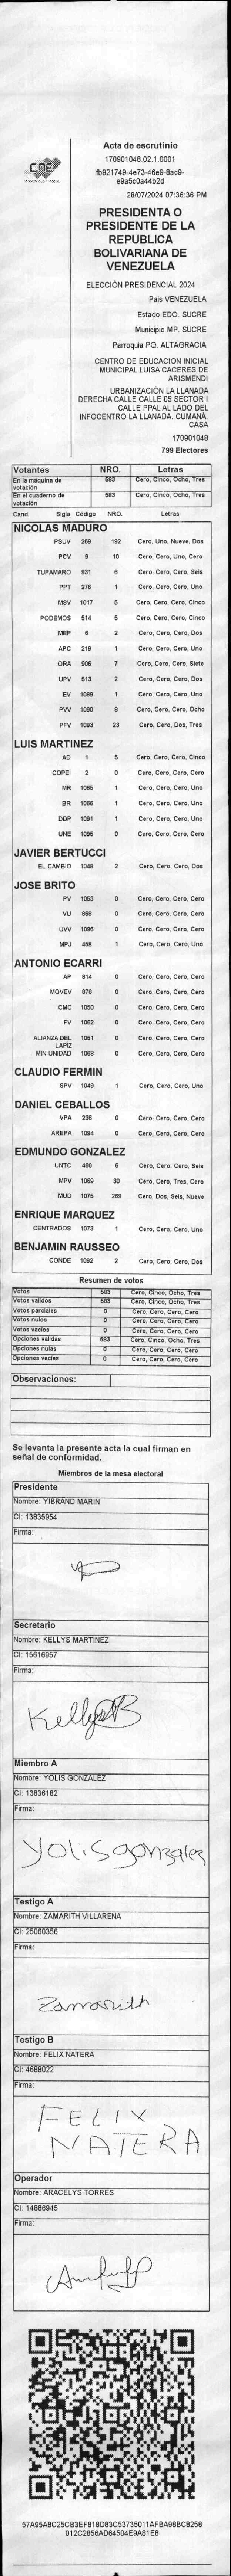 CNE
Acta de escrutinio
170901048.02.1.0001
fb921749-4e73-46e9-8ac9-
e9a5c0a44b2d
28/07/2024 07:36:36 PM
PRESIDENTA O
PRESIDENTE DE LA
REPUBLICA
BOLIVARIANA DE
VENEZUELA
ELECCIÓN PRESIDENCIAL 2024
Pais VENEZUELA
Estado EDO. SUCRE
Municipio MP. SUCRE
Parroquia PQ. ALTAGRACIA
CENTRO DE EDUCACION INICIAL
MUNICIPAL LUISA CACERES DE
ARISMENDI
URBANIZACIÓN LA LLANADA
DERECHA CALLE CALLE 05 SECTOR I
CALLE PPAL AL LADO DEL
INFOCENTRO LA LLANADA. CUMANÁ.
CASA
170901048
799 Electores
Votantes NRO. Letras
En la máquina de votación 583 Cero, Cinco, Ocho, Tres
En el cuaderno de votación 583 Cero, Cinco, Ocho, Tres
Cand. Sigla Código NRO. Letras
NICOLAS MADURO
PSUV 269 192 Cero, Uno, Nueve, Dos
PCV 9 10 Cero, Cero, Uno, Cero
TUPAMARO 931 6 Cero, Cero, Cero, Seis
PPT 276 1 Cero, Cero, Cero, Uno
MSV 1017 5 Cero, Cero, Cero, Cinco
PODEMOS 514 5 Cero, Cero, Cero, Cinco
MEP 6 2 Cero, Cero, Cero, Dos
APC 219 1 Cero, Cero, Cero, Uno
ORA 906 7 Cero, Cero, Cero, Siete
UPV 513 2 Cero, Cero, Cero, Dos
EV 1089 1 Cero, Cero, Cero, Uno
PVV 1090 8 Cero, Cero, Cero, Ocho
PFV 1093 23 Cero, Cero, Dos, Tres
LUIS MARTINEZ
AD 1 5 Cero, Cero, Cero, Cinco
COPEI 2 0 Cero, Cero, Cero, Cero
MR 1065 1 Cero, Cero, Cero, Uno
BR 1066 1 Cero, Cero, Cero, Uno
DDP 1091 1 Cero, Cero, Cero, Uno
UNE 1095 0 Cero, Cero, Cero, Cero
JAVIER BERTUCCI
EL CAMBIO 1048 2 Cero, Cero, Cero, Dos
JOSE BRITO
PV 1053 0 Cero, Cero, Cero, Cero
VU 868 0 Cero, Cero, Cero, Cero
UVV 1096 0 Cero, Cero, Cero, Cero
MPJ 458 1 Cero, Cero, Cero, Uno
ANTONIO ECARRI
AP 814 0 Cero, Cero, Cero, Cero
MOVEV 878 0 Cero, Cero, Cero, Cero
CMC 1050 0 Cero, Cero, Cero, Cero
FV 1062 0 Cero, Cero, Cero, Cero
ALIANZA DEL LAPIZ 1051 0 Cero, Cero, Cero, Cero
MIN UNIDAD 1068 0 Cero, Cero, Cero, Cero
CLAUDIO FERMIN
SPV 1049 1 Cero, Cero, Cero, Uno
DANIEL CEBALLOS
VPA 236 0 Cero, Cero, Cero, Cero
AREPA 1094 0 Cero, Cero, Cero, Cero
EDMUNDO GONZALEZ
UNTC 460 6 Cero, Cero, Cero, Seis
MPV 1069 30 Cero, Cero, Tres, Cero
MUD 1075 269 Cero, Dos, Seis, Nueve
ENRIQUE MARQUEZ
CENTRADOS 1073 1 Cero, Cero, Cero, Uno
BENJAMIN RAUSSEO
CONDE 1092 2 Cero, Cero, Cero, Dos
Resumen de votos
Votos 583 Cero, Cinco, Ocho, Tres
Votos validos 583 Cero, Cinco, Ocho, Tres
Votos parciales 0 Cero, Cero, Cero, Cero
Votos nulos 0 Cero, Cero, Cero, Cero
Votos vacios 0 Cero, Cero, Cero, Cero
Opciones validas 583 Cero, Cinco, Ocho, Tres
Opciones nulas 0 Cero, Cero, Cero, Cero
Opciones vacias 0 Cero, Cero, Cero, Cero
Observaciones:
Se levanta la presente acta la cual firman en
señal de conformidad.
Miembros de la mesa electoral
Presidente
Nombre: YIBRAND MARIN
CI: 13835954
Firma:
Secretario
Nombre: KELLYS MARTINEZ
CI: 15616957
Firma:
Kellys
Miembro A
Nombre: YOLIS GONZALEZ
CI: 13836182
Firma:
yolis gonzalez
Testigo A
Nombre: ZAMARITH VILLARENA
CI: 25060356
Firma:
Zamarith
Testigo B
Nombre: FELIX NATERA
CI: 4688022
Firma:
FELIX
NATERA
Operador
Nombre: ARACELYS TORRES
CI: 14886945
Firma:
57A95A8C25CB3EF818D83C53735011AFBA98BC8258
012C2856AD64504E9A81E8